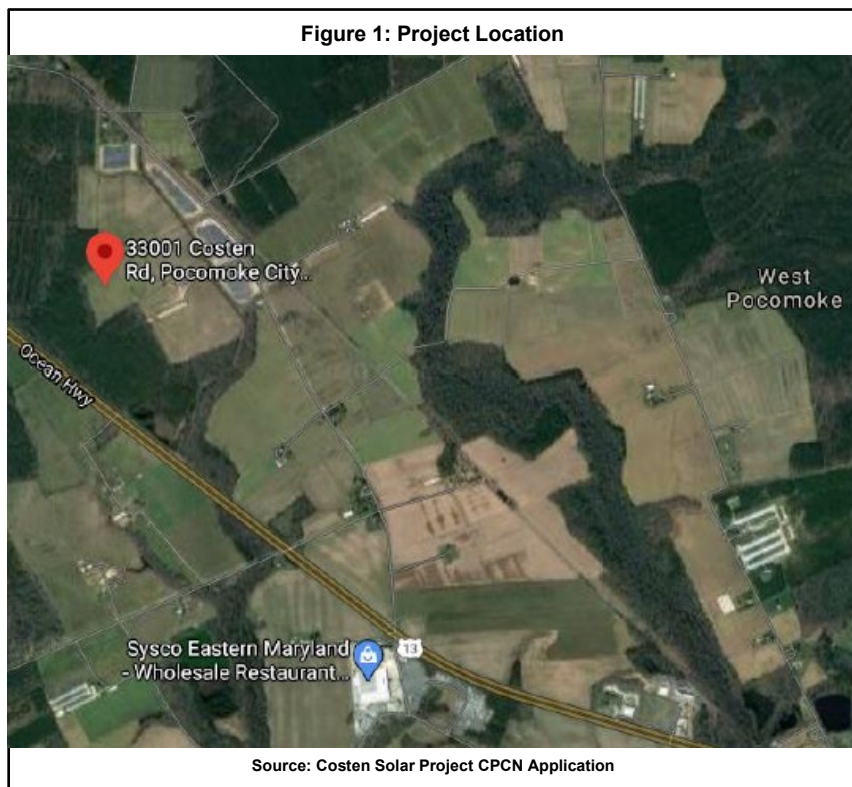 Figure 1: Project Location
33001 Costen
Rd, Pocomoke City...
West
Pocomoke
Ocean Hwy
Sysco Eastern Maryland
- Wholesale Restaurant...
13
Source: Costen Solar Project CPCN Application